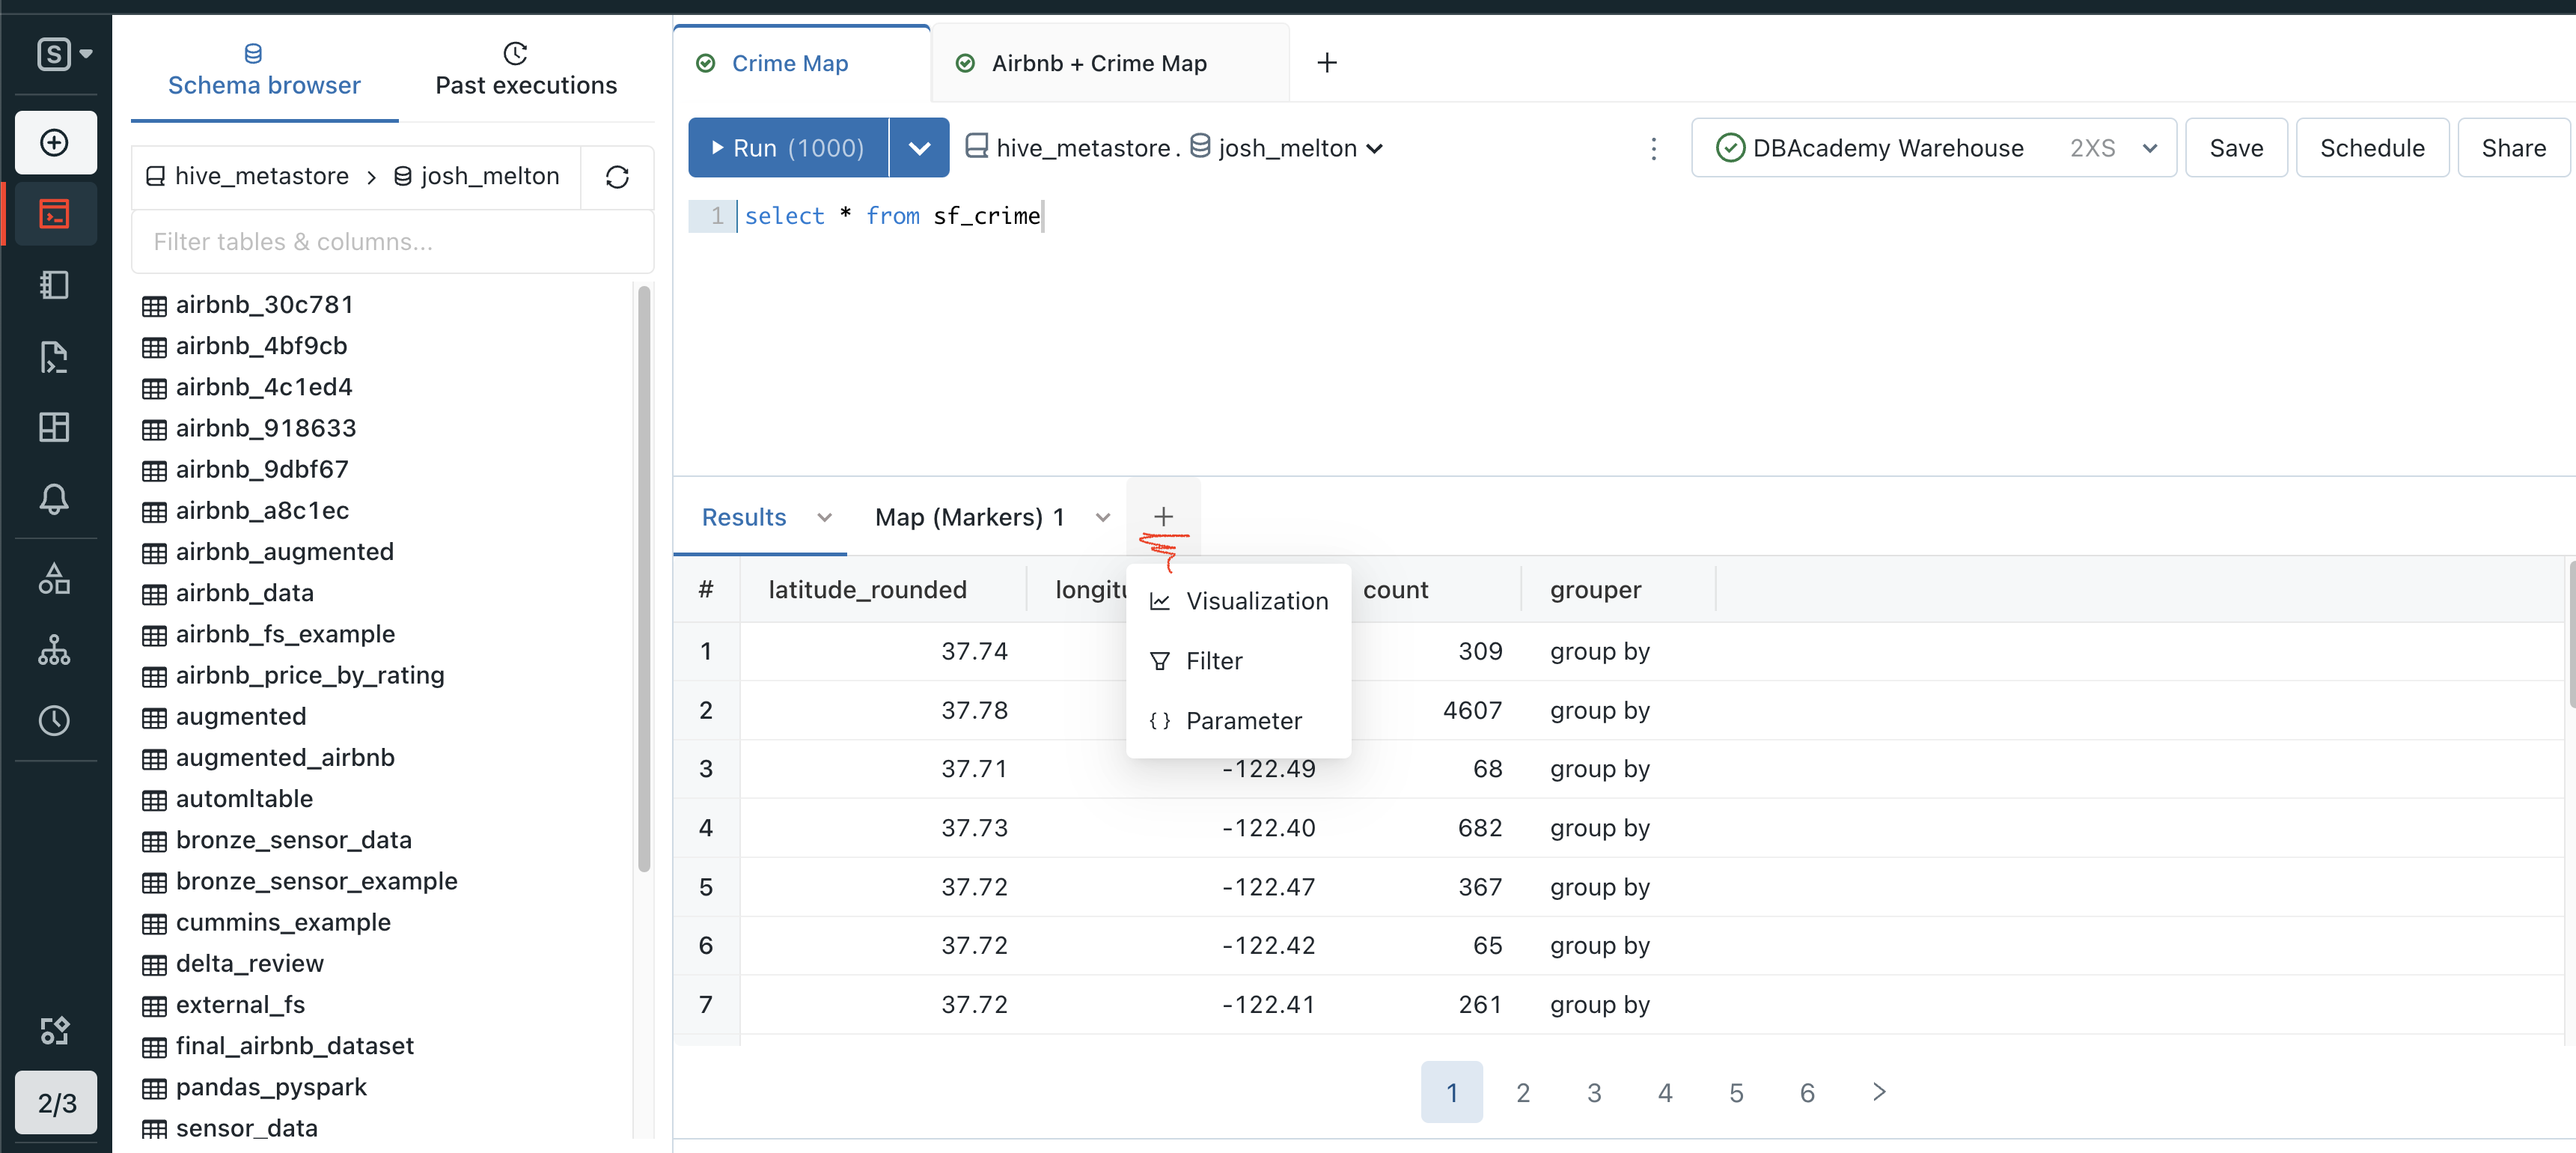 S
Schema browser
Past executions
hive_metastore > josh_melton
Filter tables & columns...
airbnb_30c781
airbnb_4bf9cb
airbnb_4c1ed4
airbnb_918633
airbnb_9dbf67
airbnb_a8c1ec
airbnb_augmented
airbnb_data
airbnb_fs_example
airbnb_price_by_rating
augmented
augmented_airbnb
automltable
bronze_sensor_data
bronze_sensor_example
cummins_example
delta_review
external_fs
final_airbnb_dataset
pandas_pyspark
sensor_data
2/3
Crime Map
Airbnb + Crime Map
Run (1000)
hive_metastore. josh_melton
DBAcademy Warehouse 2XS
Save
Schedule
Share
1 select * from sf_crime
Results
Map (Markers) 1
Visualization
Filter
Parameter
# latitude_rounded count grouper
1 37.74 309 group by
2 37.78 4607 group by
3 37.71 -122.49 68 group by
4 37.73 -122.40 682 group by
5 37.72 -122.47 367 group by
6 37.72 -122.42 65 group by
7 37.72 -122.41 261 group by
1 2 3 4 5 6 >